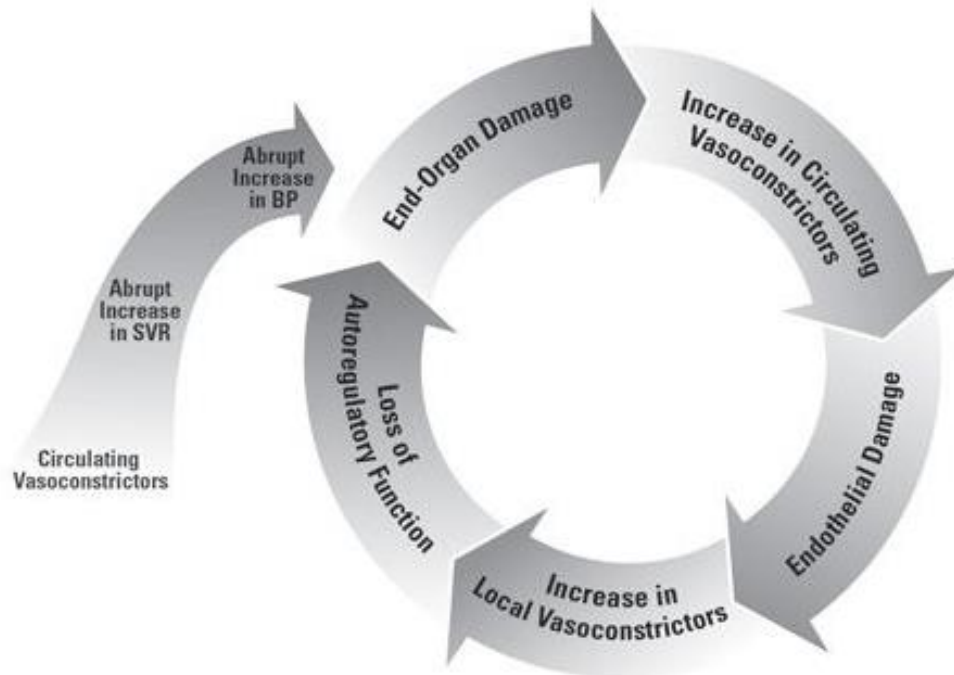 Circulating
Vasoconstrictors
Abrupt
Increase
in SVR
Abrupt
Increase
in BP
End-Organ Damage
Increase in Circulating
Vasoconstrictors
Endothelial Damage
Increase in
Local Vasoconstrictors
Loss of
Autoregulatory Function